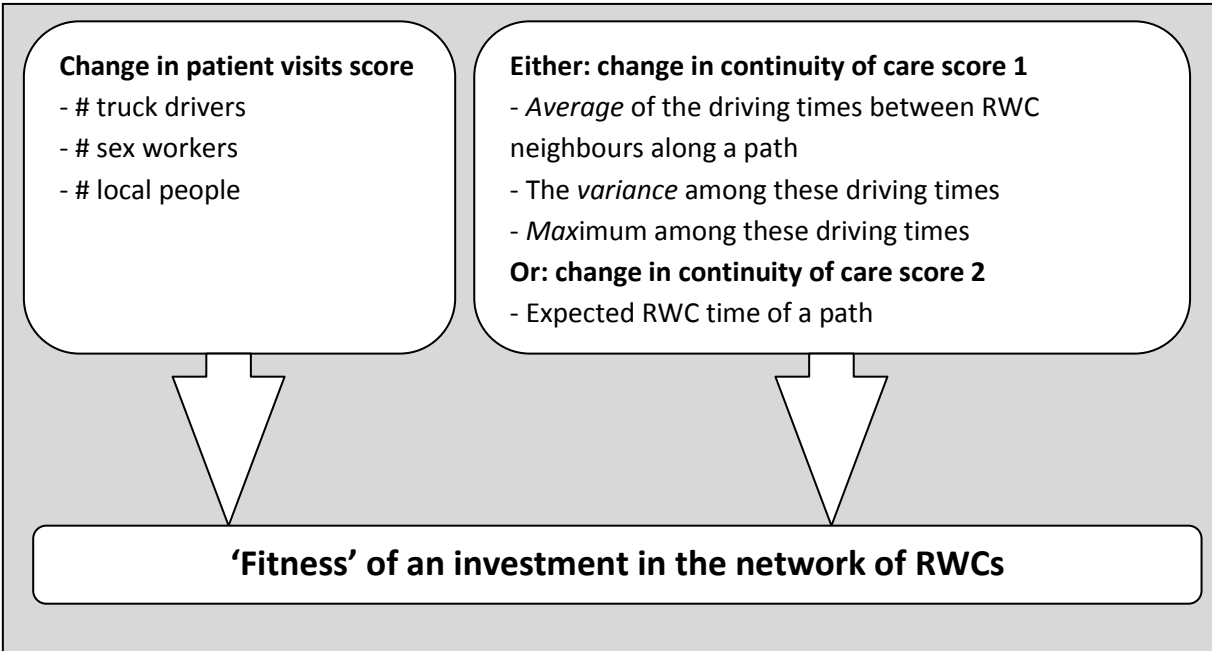 Change in patient visits score
- # truck drivers
- # sex workers
- # local people
Either: change in continuity of care score 1
- Average of the driving times between RWC
neighbours along a path
- The variance among these driving times
- Maximum among these driving times
Or: change in continuity of care score 2
- Expected RWC time of a path
‘Fitness’ of an investment in the network of RWCs